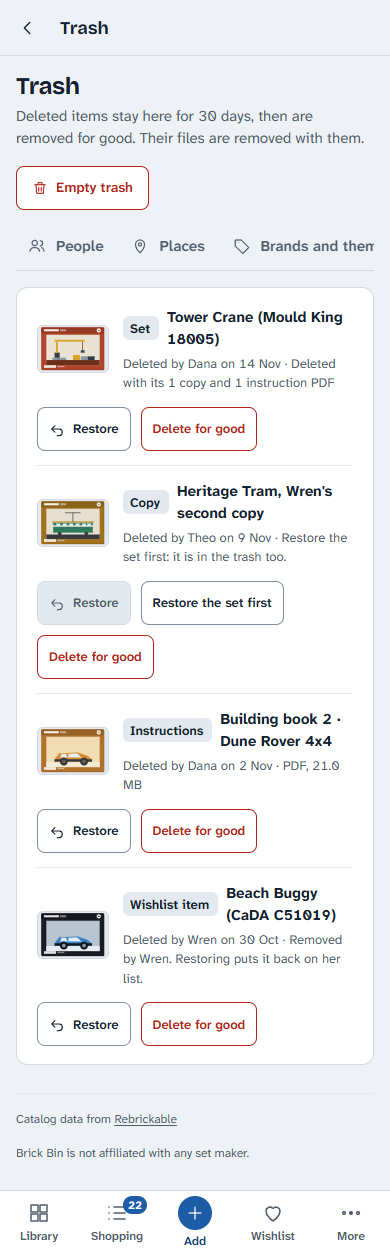 Trash
Trash
Deleted items stay here for 30 days, then are
removed for good. Their files are removed with them.
Empty trash
People
Places
Brands and them
Set
Tower Crane (Mould King
18005)
Deleted by Dana on 14 Nov · Deleted
with its 1 copy and 1 instruction PDF
Restore
Delete for good
Copy
Heritage Tram, Wren's
second copy
Deleted by Theo on 9 Nov · Restore the
set first: it is in the trash too.
Restore
Restore the set first
Delete for good
Instructions
Building book 2 ·
Dune Rover 4x4
Deleted by Dana on 2 Nov · PDF, 21.0
MB
Restore
Delete for good
Wishlist item
Beach Buggy
(CaDA C51019)
Deleted by Wren on 30 Oct · Removed
by Wren. Restoring puts it back on her
list.
Restore
Delete for good
Catalog data from Rebrickable
Brick Bin is not affiliated with any set maker.
Library
22
Shopping
Add
Wishlist
More